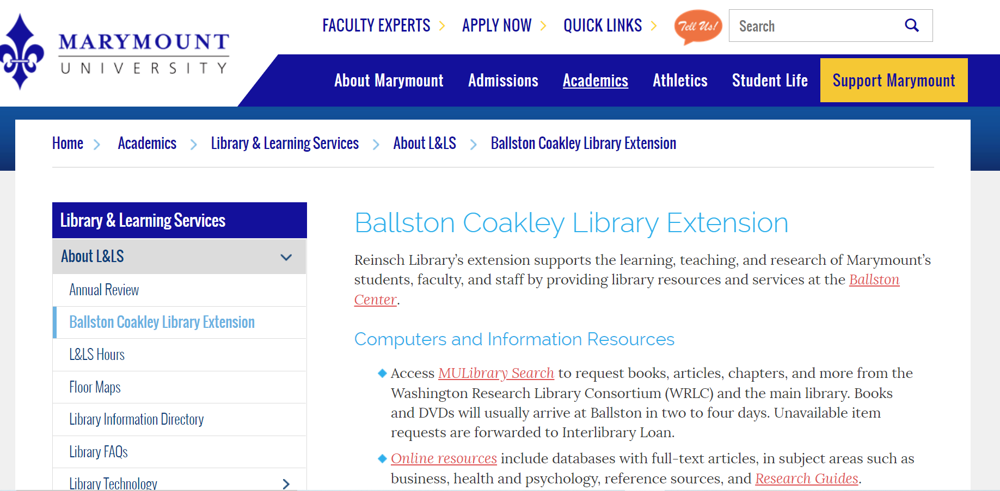 MARYMOUNT
UNIVERSITY
FACULTY EXPERTS
APPLY NOW
QUICK LINKS
Tell Us!
Search
About Marymount
Admissions
Academics
Athletics
Student Life
Support Marymount
Home
Academics
Library & Learning Services
About L&LS
Ballston Coakley Library Extension
Library & Learning Services
About L&LS
Annual Review
Ballston Coakley Library Extension
L&LS Hours
Floor Maps
Library Information Directory
Library FAQs
Library Technology
Ballston Coakley Library Extension
Reinsch Library’s extension supports the learning, teaching, and research of Marymount’s
students, faculty, and staff by providing library resources and services at the Ballston
Center.
Computers and Information Resources
Access MULibrary Search to request books, articles, chapters, and more from the
Washington Research Library Consortium (WRLC) and the main library. Books
and DVDs will usually arrive at Ballston in two to four days. Unavailable item
requests are forwarded to Interlibrary Loan.
Online resources include databases with full-text articles, in subject areas such as
business, health and psychology, reference sources, and Research Guides.